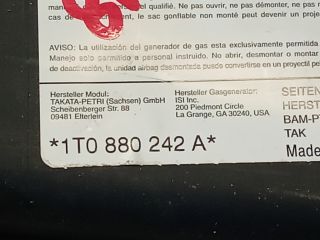 qualifié. Ne pas ouvrir, ne pas démonter, ne pas
le sac gonflable non monté peut devenir un projec
AVISO: La utilización del generador de gas esta exclusivamente permitida
Manejo solo permitido a personal instruido. No abrir, desmontar o montar
de desactivación, la unidad airbag desmontada puede convertirse en un proyectil pe
Hersteller Modul:
TAKATA-PETRI (Sachsen) GmbH
Scheibenberger Str. 88
09481 Elterlein
Hersteller Gasgenerator:
ISI Inc.
200 Piedmont Circle
La Grange, GA 30240, USA
SEITEN
HERST
BAM-PT
TAK
Made
*1T0 880 242 A*